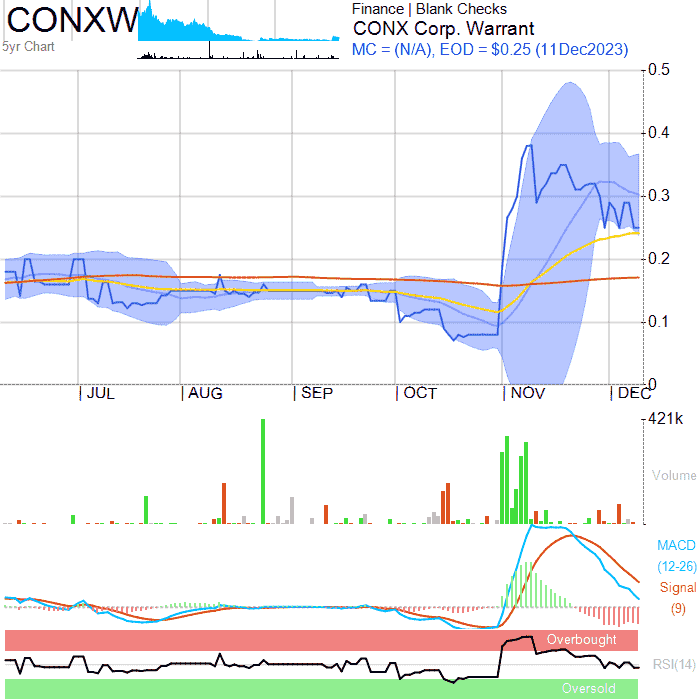 CONXW
5yr Chart
Finance | Blank Checks
CONX Corp. Warrant
MC = (N/A), EOD = $0.25 (11Dec2023)
0.5
0.4
0.3
0.2
0.1
0
| JUL
| AUG
| SEP
| OCT
| NOV
| DEC
421k
Volume
MACD
(12-26)
Signal
(9)
Overbought
RSI(14)
Oversold